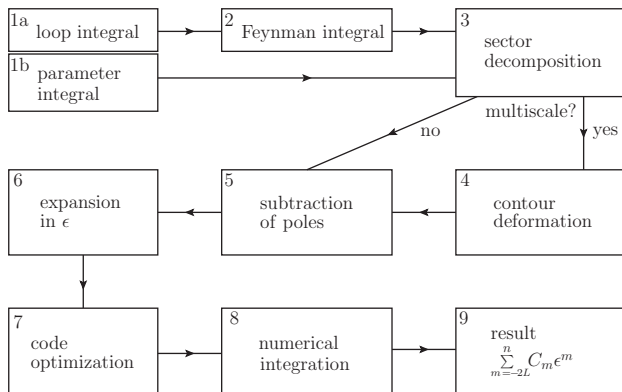 1a
loop integral
2
Feynman integral
3
sector
decomposition
1b
parameter
integral
multiscale?
no
yes
6
expansion
in ϵ
5
subtraction
of poles
4
contour
deformation
7
code
optimization
8
numerical
integration
9
result
n
∑ C_m ϵ^m
m=-2L